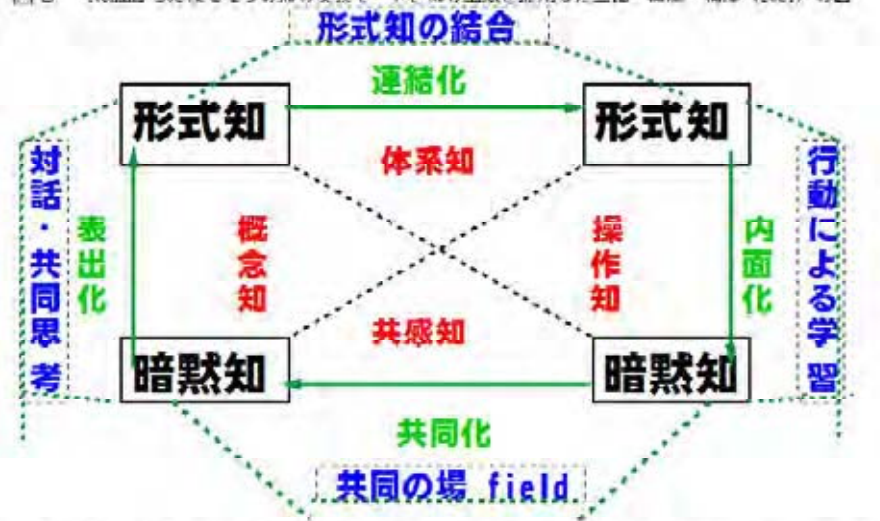 形式知の結合
連結化
形式知
形式知
体系知
対話・共同思考
表出化
概念知
操作知
内面化
行動による学習
共感知
暗黙知
暗黙知
共同化
共同の場 field